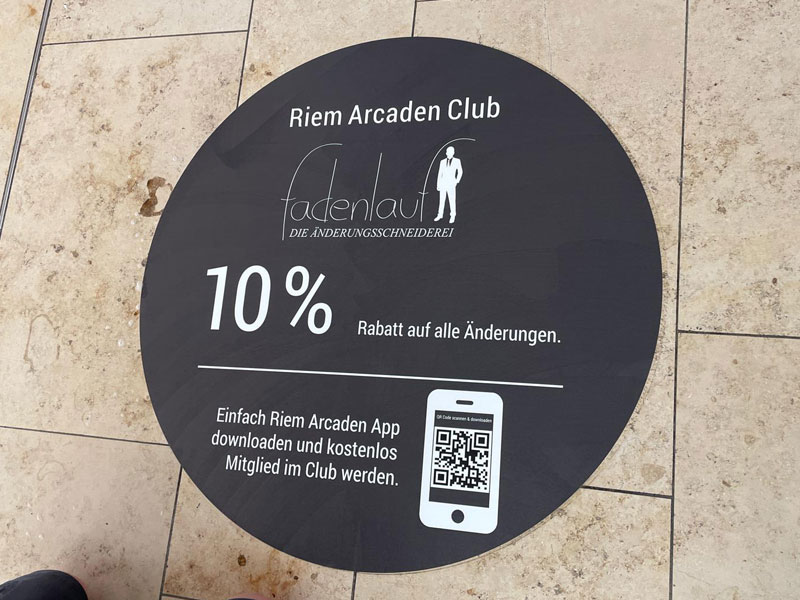 Riem Arcaden Club
fadenlauf
DIE ÄNDERUNGSSCHNEIDEREI
10 % Rabatt auf alle Änderungen.
Einfach Riem Arcaden App
downloaden und kostenlos
Mitglied im Club werden.
QR Code scannen & downloaden